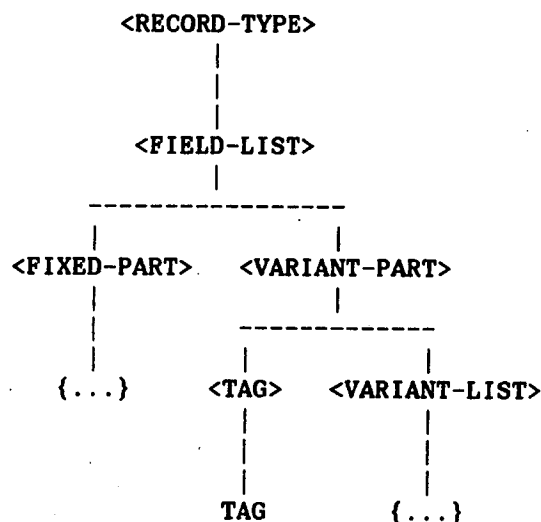 <RECORD-TYPE>
<FIELD-LIST>
<FIXED-PART> <VARIANT-PART>
{...} <TAG> <VARIANT-LIST>
TAG {...}